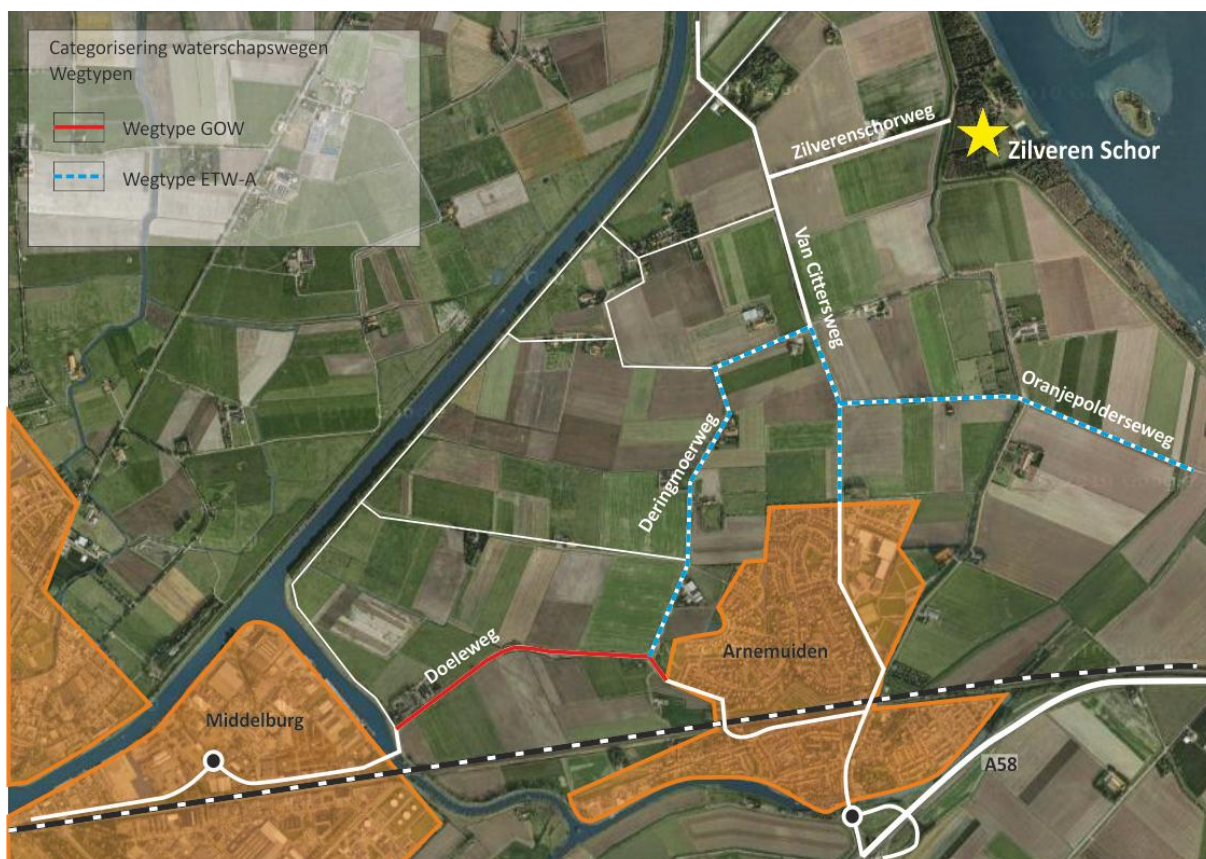 Categorisering waterschapswegen
Wegtypen
Wegtype GOW
Wegtype ETW-A
Zilverenschorweg
Zilveren Schor
Van Cittersweg
Oranjepolderseweg
Deringmoerweg
Doeleweg
Arnemuiden
Middelburg
A58